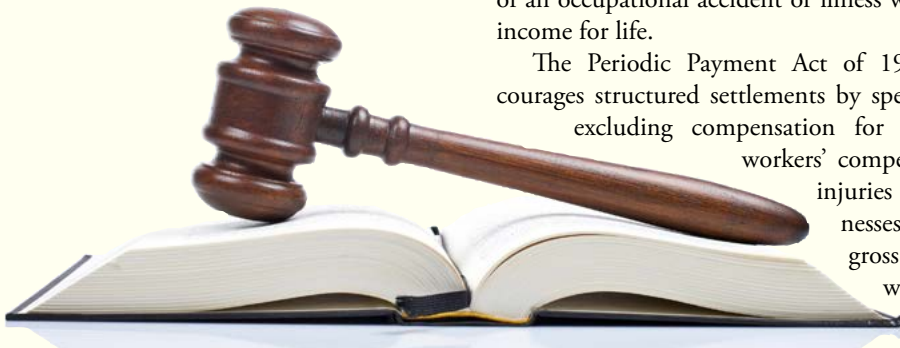 of an occupational accident or illness w
income for life.
The Periodic Payment Act of 19
courages structured settlements by spe
excluding compensation for
workers’ compe
injuries
nesses
gross
w